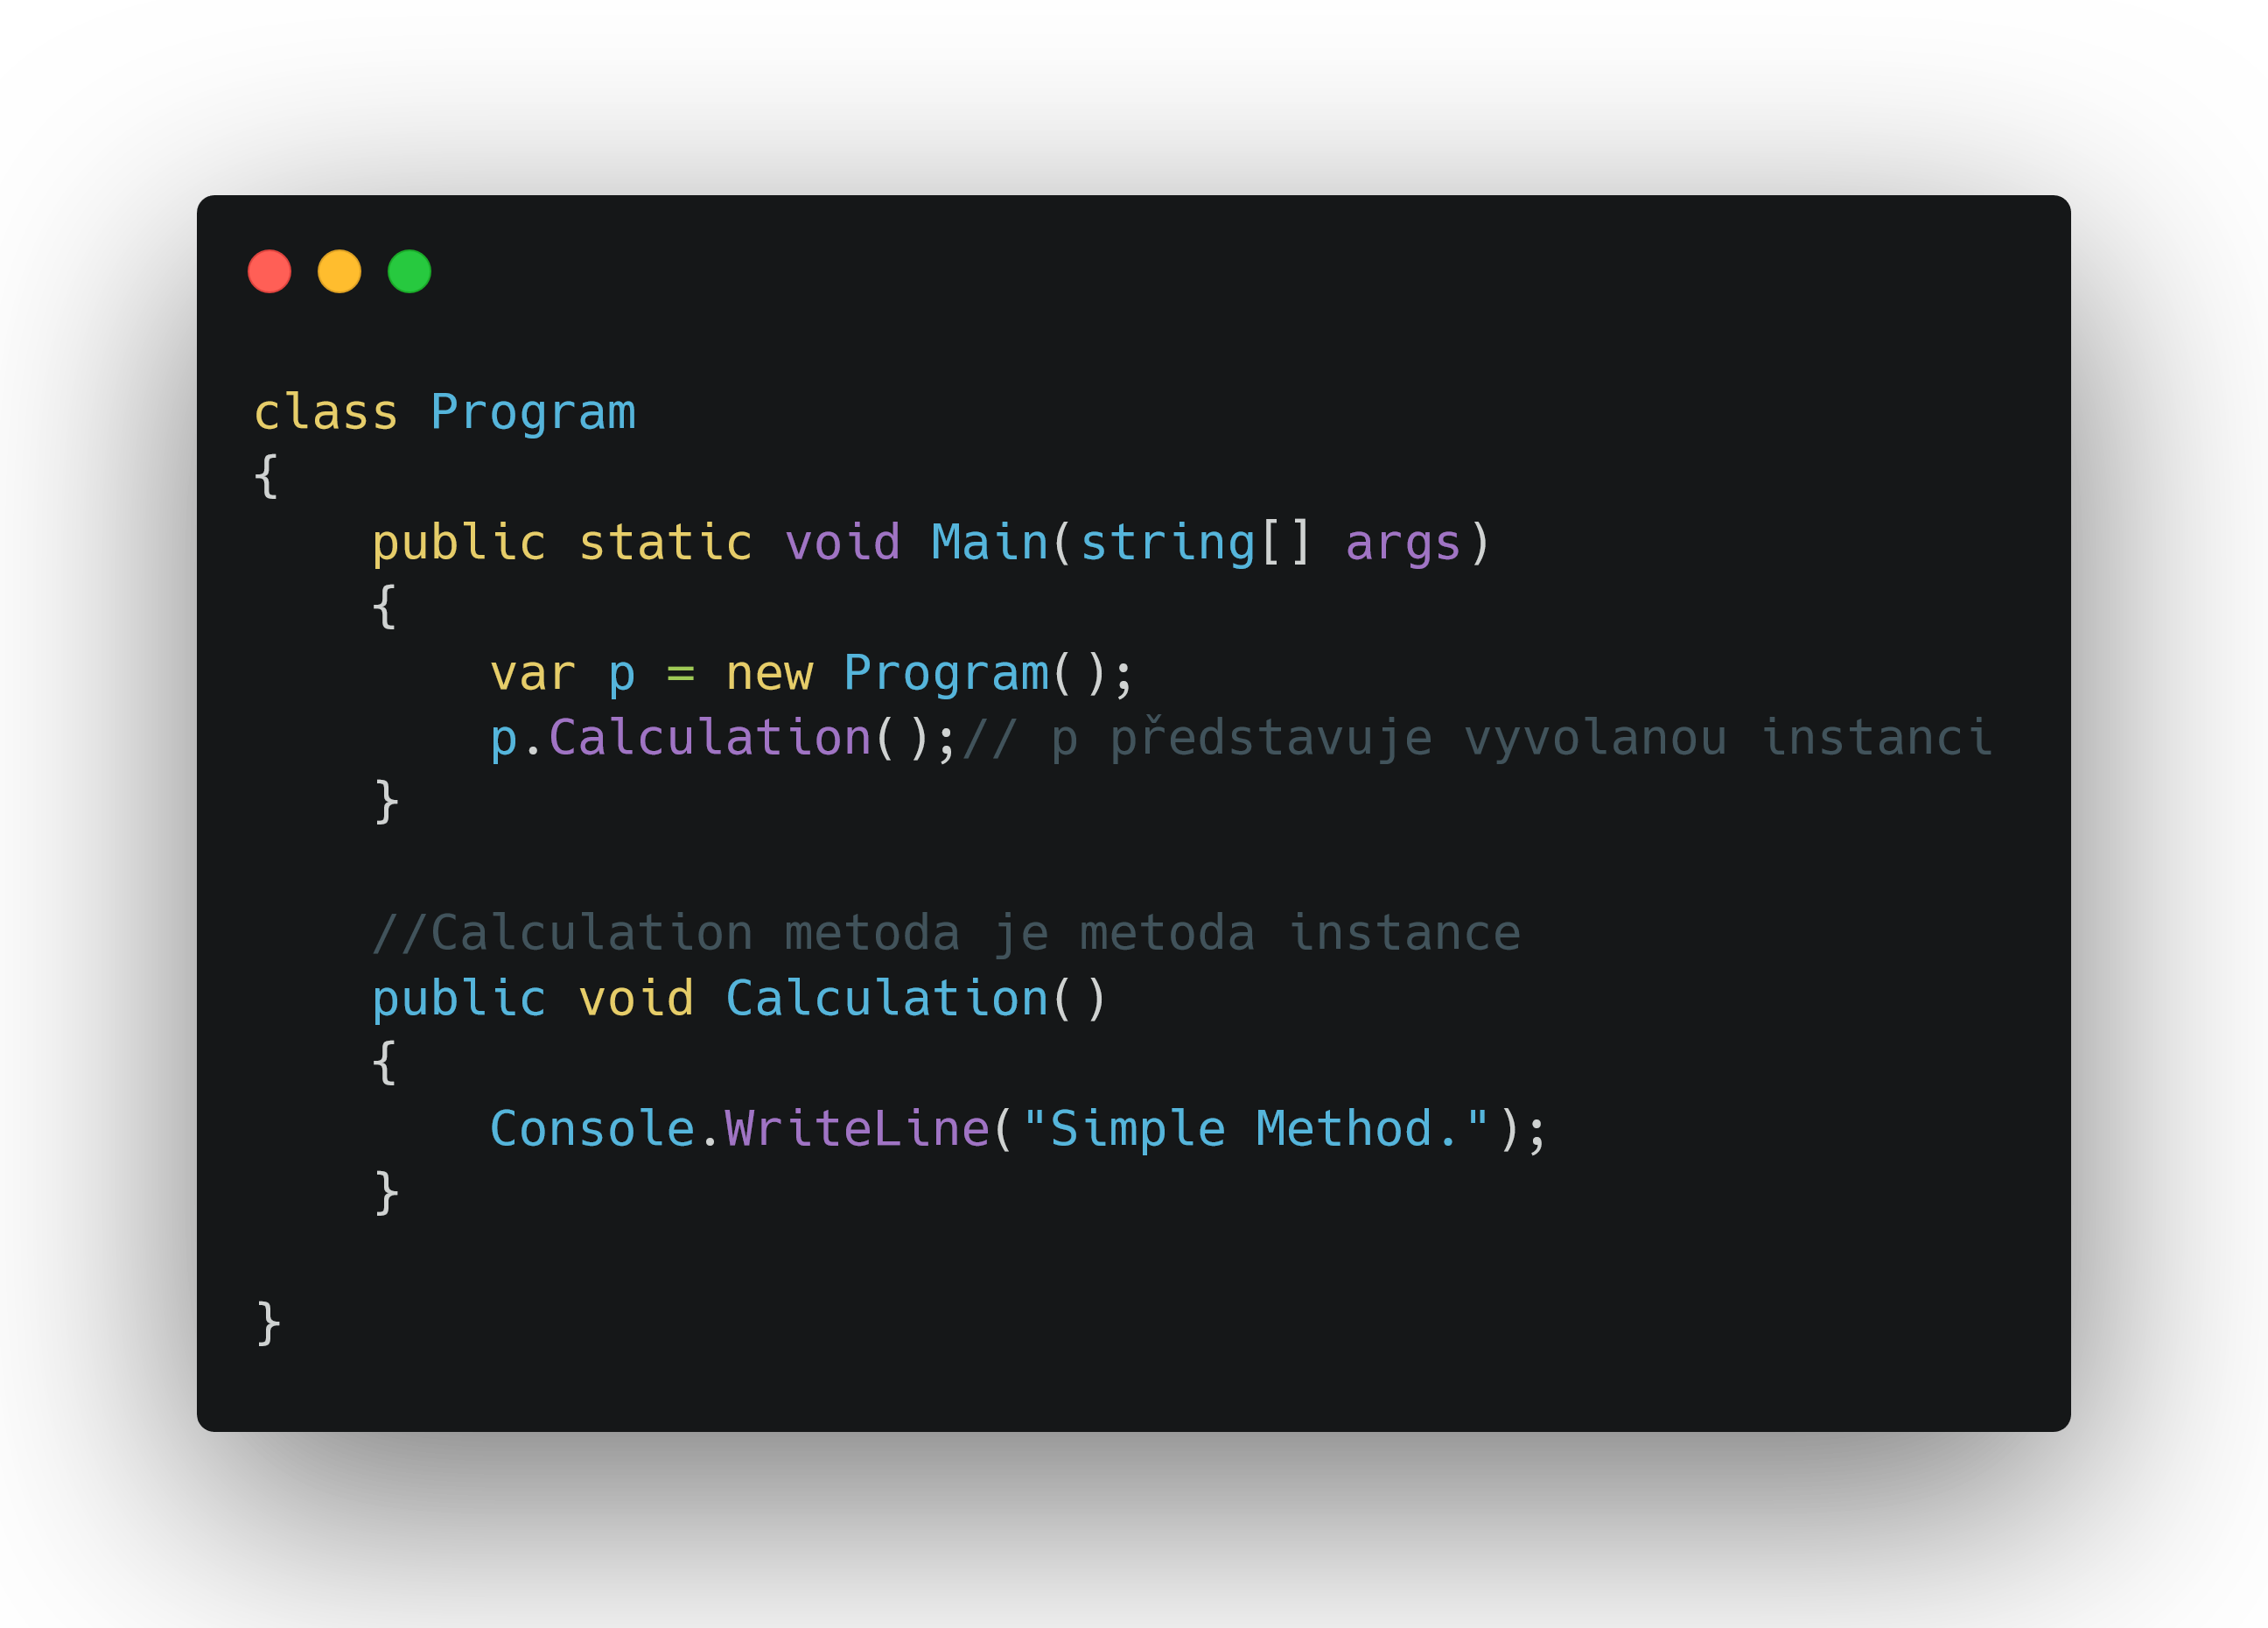 class Program
{
    public static void Main(string[] args)
    {
        var p = new Program();
        p.Calculation();// p představuje vyvolanou instanci
    }

    //Calculation metoda je metoda instance
    public void Calculation()
    {
        Console.WriteLine("Simple Method.");
    }

}